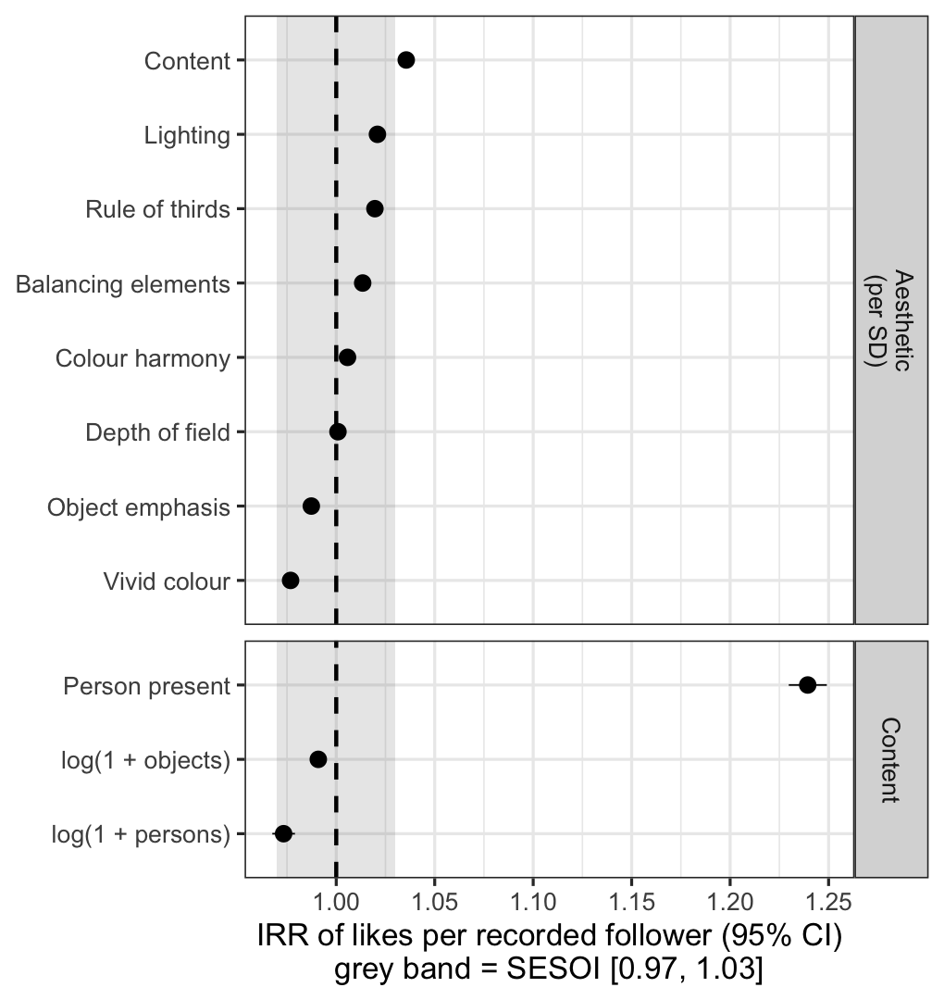 Content
Lighting
Rule of thirds
Balancing elements
Colour harmony
Depth of field
Object emphasis
Vivid colour
Aesthetic
(per SD)
Person present
log(1 + objects)
log(1 + persons)
Content
1.00 1.05 1.10 1.15 1.20 1.25
IRR of likes per recorded follower (95% CI)
grey band = SESOI [0.97, 1.03]